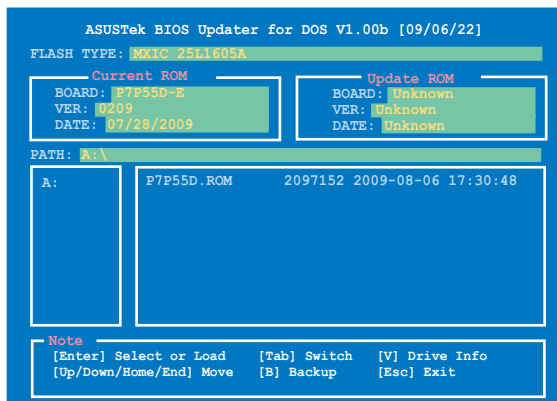 ASUSTek BIOS Updater for DOS V1.00b [09/06/22]
FLASH TYPE: MXIC 25L1605A
Current ROM
BOARD: P7P55D-E
VER: 0209
DATE: 07/28/2009
Update ROM
BOARD: Unknown
VER: Unknown
DATE: Unknown
PATH: A:\
A:
P7P55D.ROM 2097152 2009-08-06 17:30:48
Note
[Enter] Select or Load [Tab] Switch [V] Drive Info
[Up/Down/Home/End] Move [B] Backup [Esc] Exit